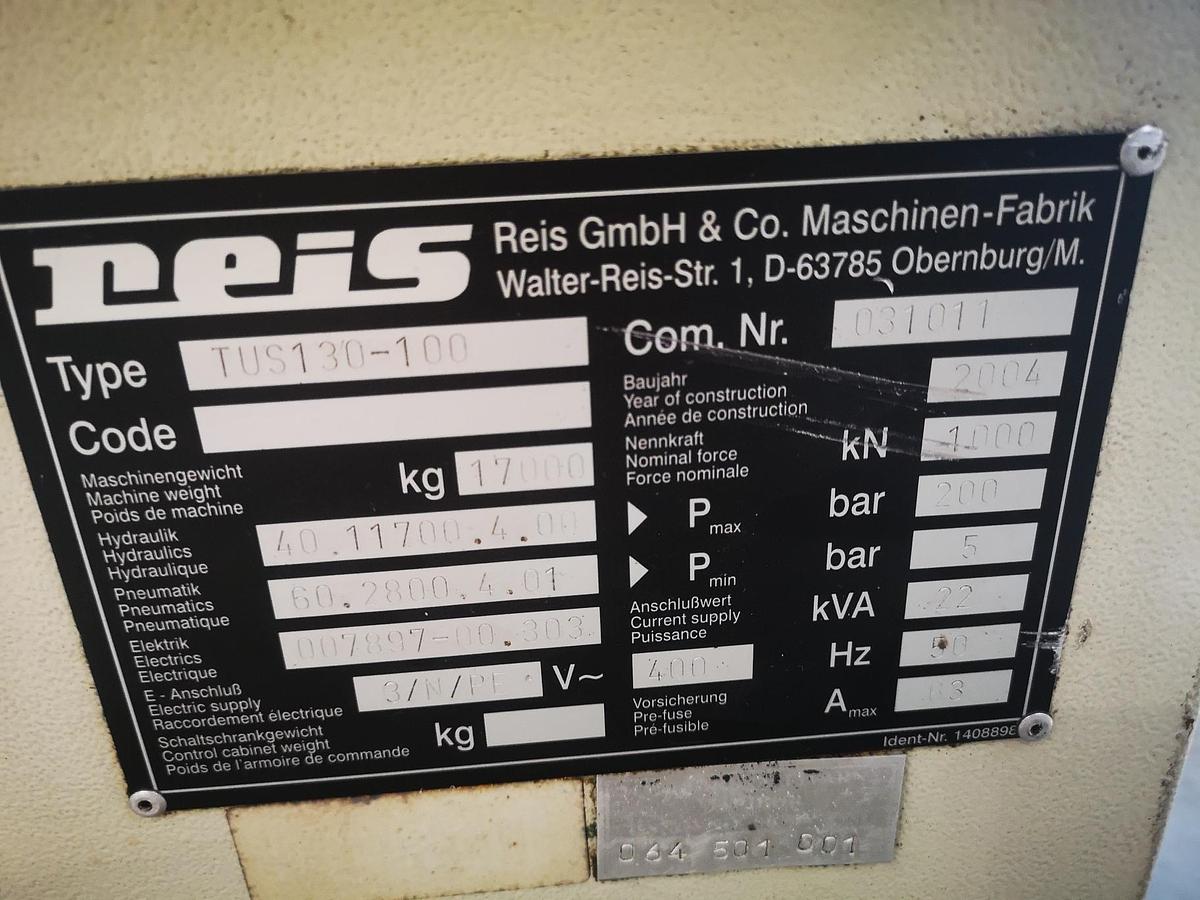 reis
Reis GmbH & Co. Maschinen-Fabrik
Walter-Reis-Str. 1, D-63785 Obernburg/M.
Type TUS130-100
Com. Nr. 031011
Code
Baujahr
Year of construction
Année de construction
2004
Maschinengewicht
Machine weight
Poids de machine
kg 17000
Nennkraft
Nominal force
Force nominale
kN 1000
Hydraulik
Hydraulics
Hydraulique
40.11700.4.00
P max bar 200
Pneumatik
Pneumatics
Pneumatique
60.2800.4.01
P min bar 5
Elektrik
Electrics
Electrique
007897-00.303
Anschlußwert
Current supply
Puissance
kVA 22
E - Anschluß
Electric supply
Raccordement électrique
3/N/PE V~ 400
Hz 50
Schaltschrankgewicht
Control cabinet weight
Poids de l'armoire de commande
kg
Vorsicherung
Pre-fuse
Pré-fusible
A max 63
Ident-Nr. 140889
064 501 001